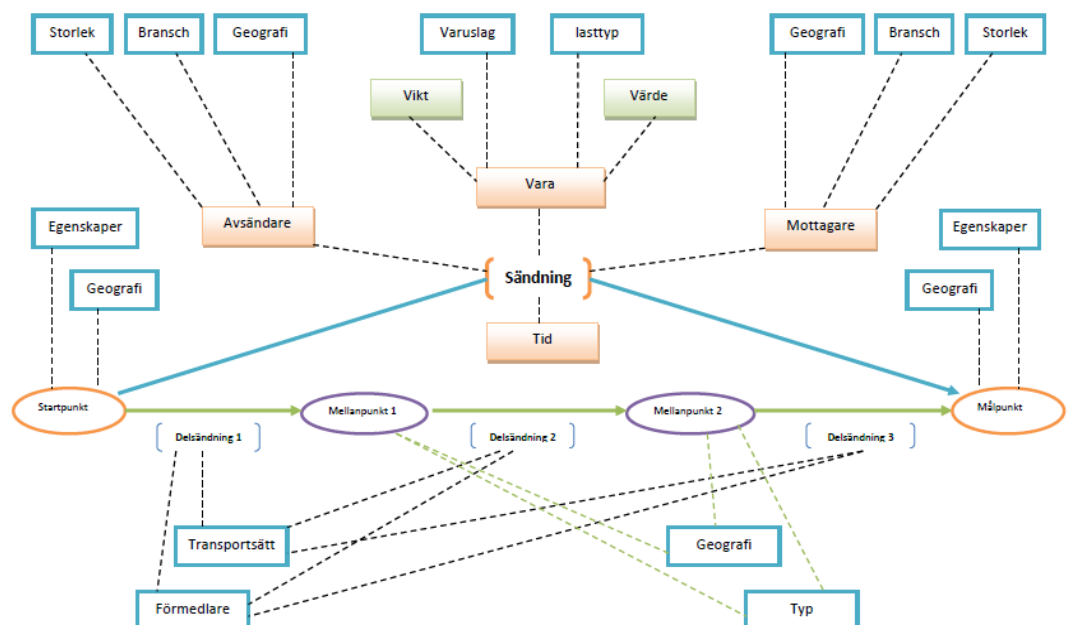 Storlek
Bransch
Geografi
Varuslag
lasttyp
Geografi
Bransch
Storlek
Vikt
Värde
Vara
Avsändare
Mottagare
Egenskaper
Egenskaper
Sändning
Geografi
Geografi
Tid
Startpunkt
Mellanpunkt 1
Mellanpunkt 2
Målpunkt
Delsändning 1
Delsändning 2
Delsändning 3
Transportsätt
Geografi
Förmedlare
Typ